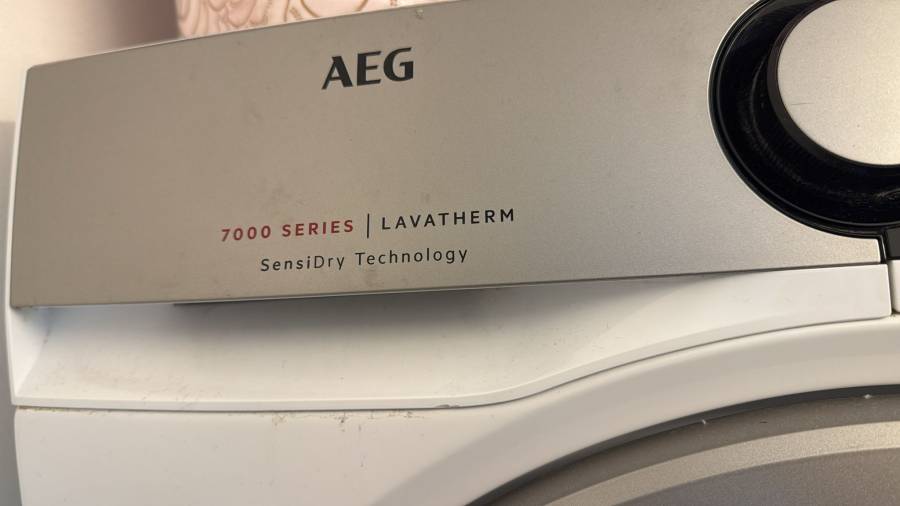 AEG
7000 SERIES | LAVATHERM
SensiDry Technology